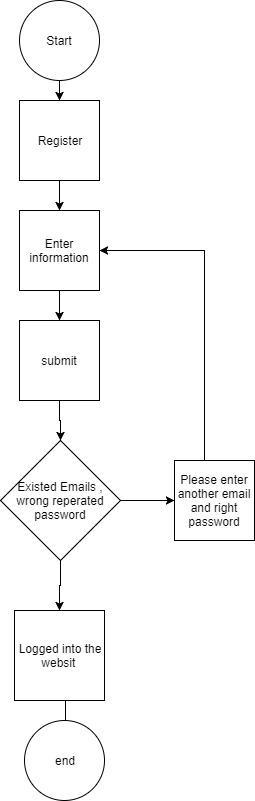 Start
Register
Enter
information
submit
Existed Emails ,
wrong reperated
password
Please enter
another email
and right
password
Logged into the
websit
end